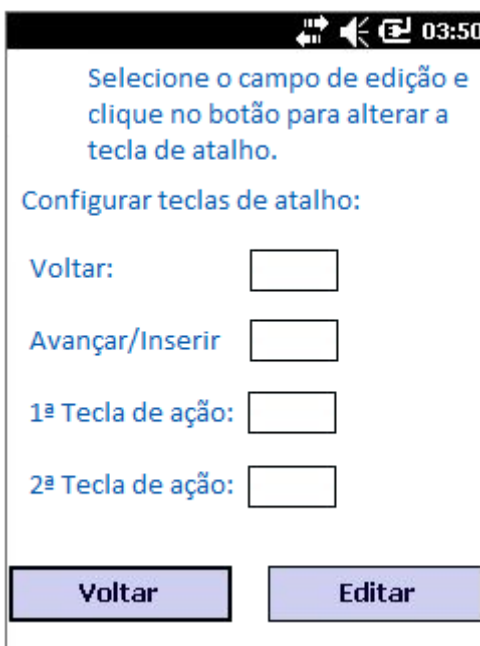 03:50
Selecione o campo de edição e
clique no botão para alterar a
tecla de atalho.
Configurar teclas de atalho:
Voltar:
Avançar/Inserir
1ª Tecla de ação:
2ª Tecla de ação:
Voltar Editar